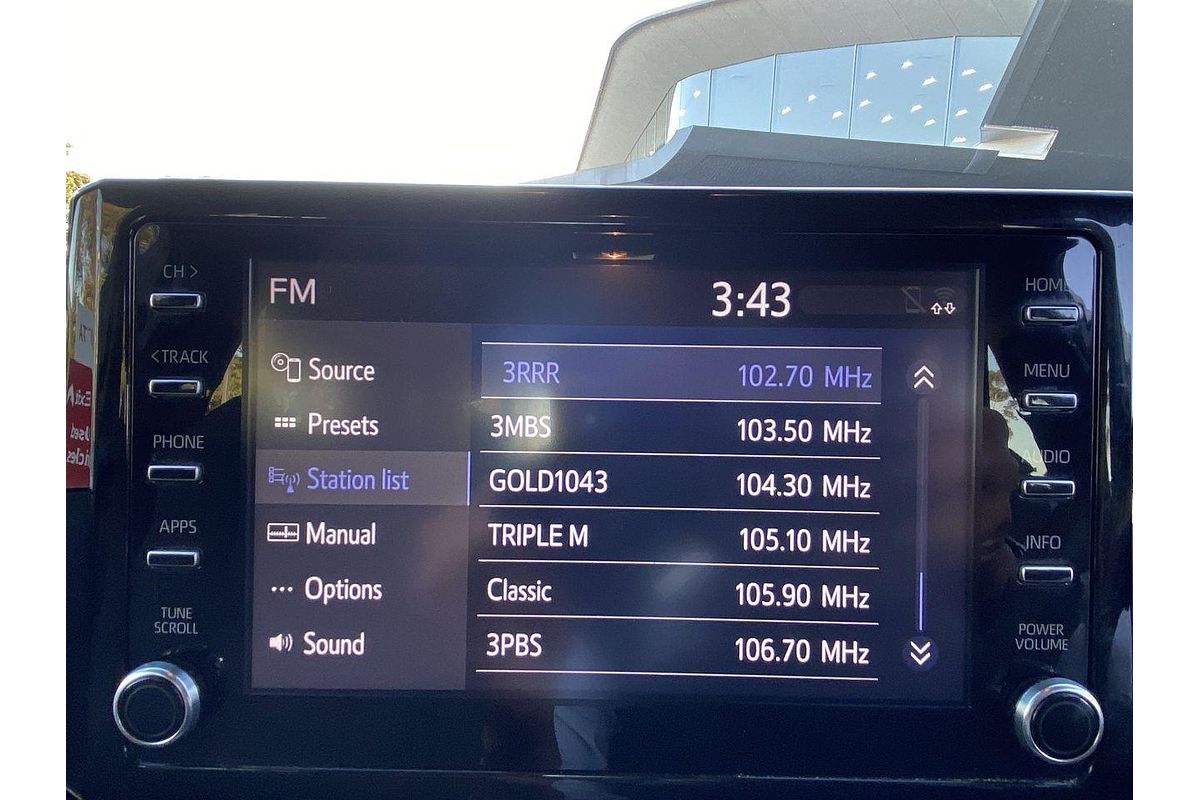 CH >
< TRACK
PHONE
APPS
TUNE
SCROLL
FM
3:43
Source
Presets
Station list
Manual
Options
Sound
3RRR 102.70 MHz
3MBS 103.50 MHz
GOLD1043 104.30 MHz
TRIPLE M 105.10 MHz
Classic 105.90 MHz
3PBS 106.70 MHz
HOME
MENU
AUDIO
INFO
POWER
VOLUME
Exit
Used